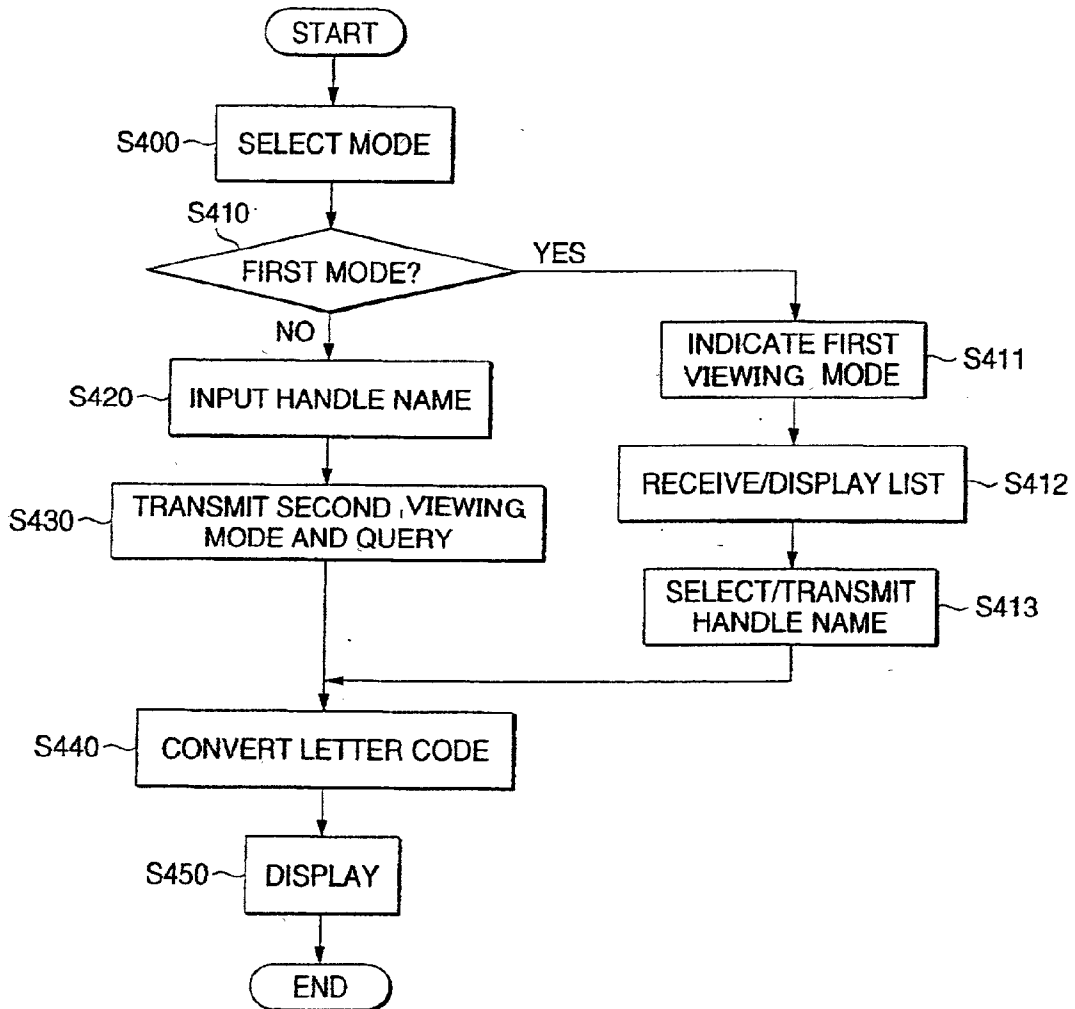 START
S400
SELECT MODE
S410
FIRST MODE?
YES
NO
INDICATE FIRST
VIEWING MODE
S411
S420
INPUT HANDLE NAME
RECEIVE/DISPLAY LIST
S412
S430
TRANSMIT SECOND VIEWING
MODE AND QUERY
SELECT/TRANSMIT
HANDLE NAME
S413
S440
CONVERT LETTER CODE
S450
DISPLAY
END